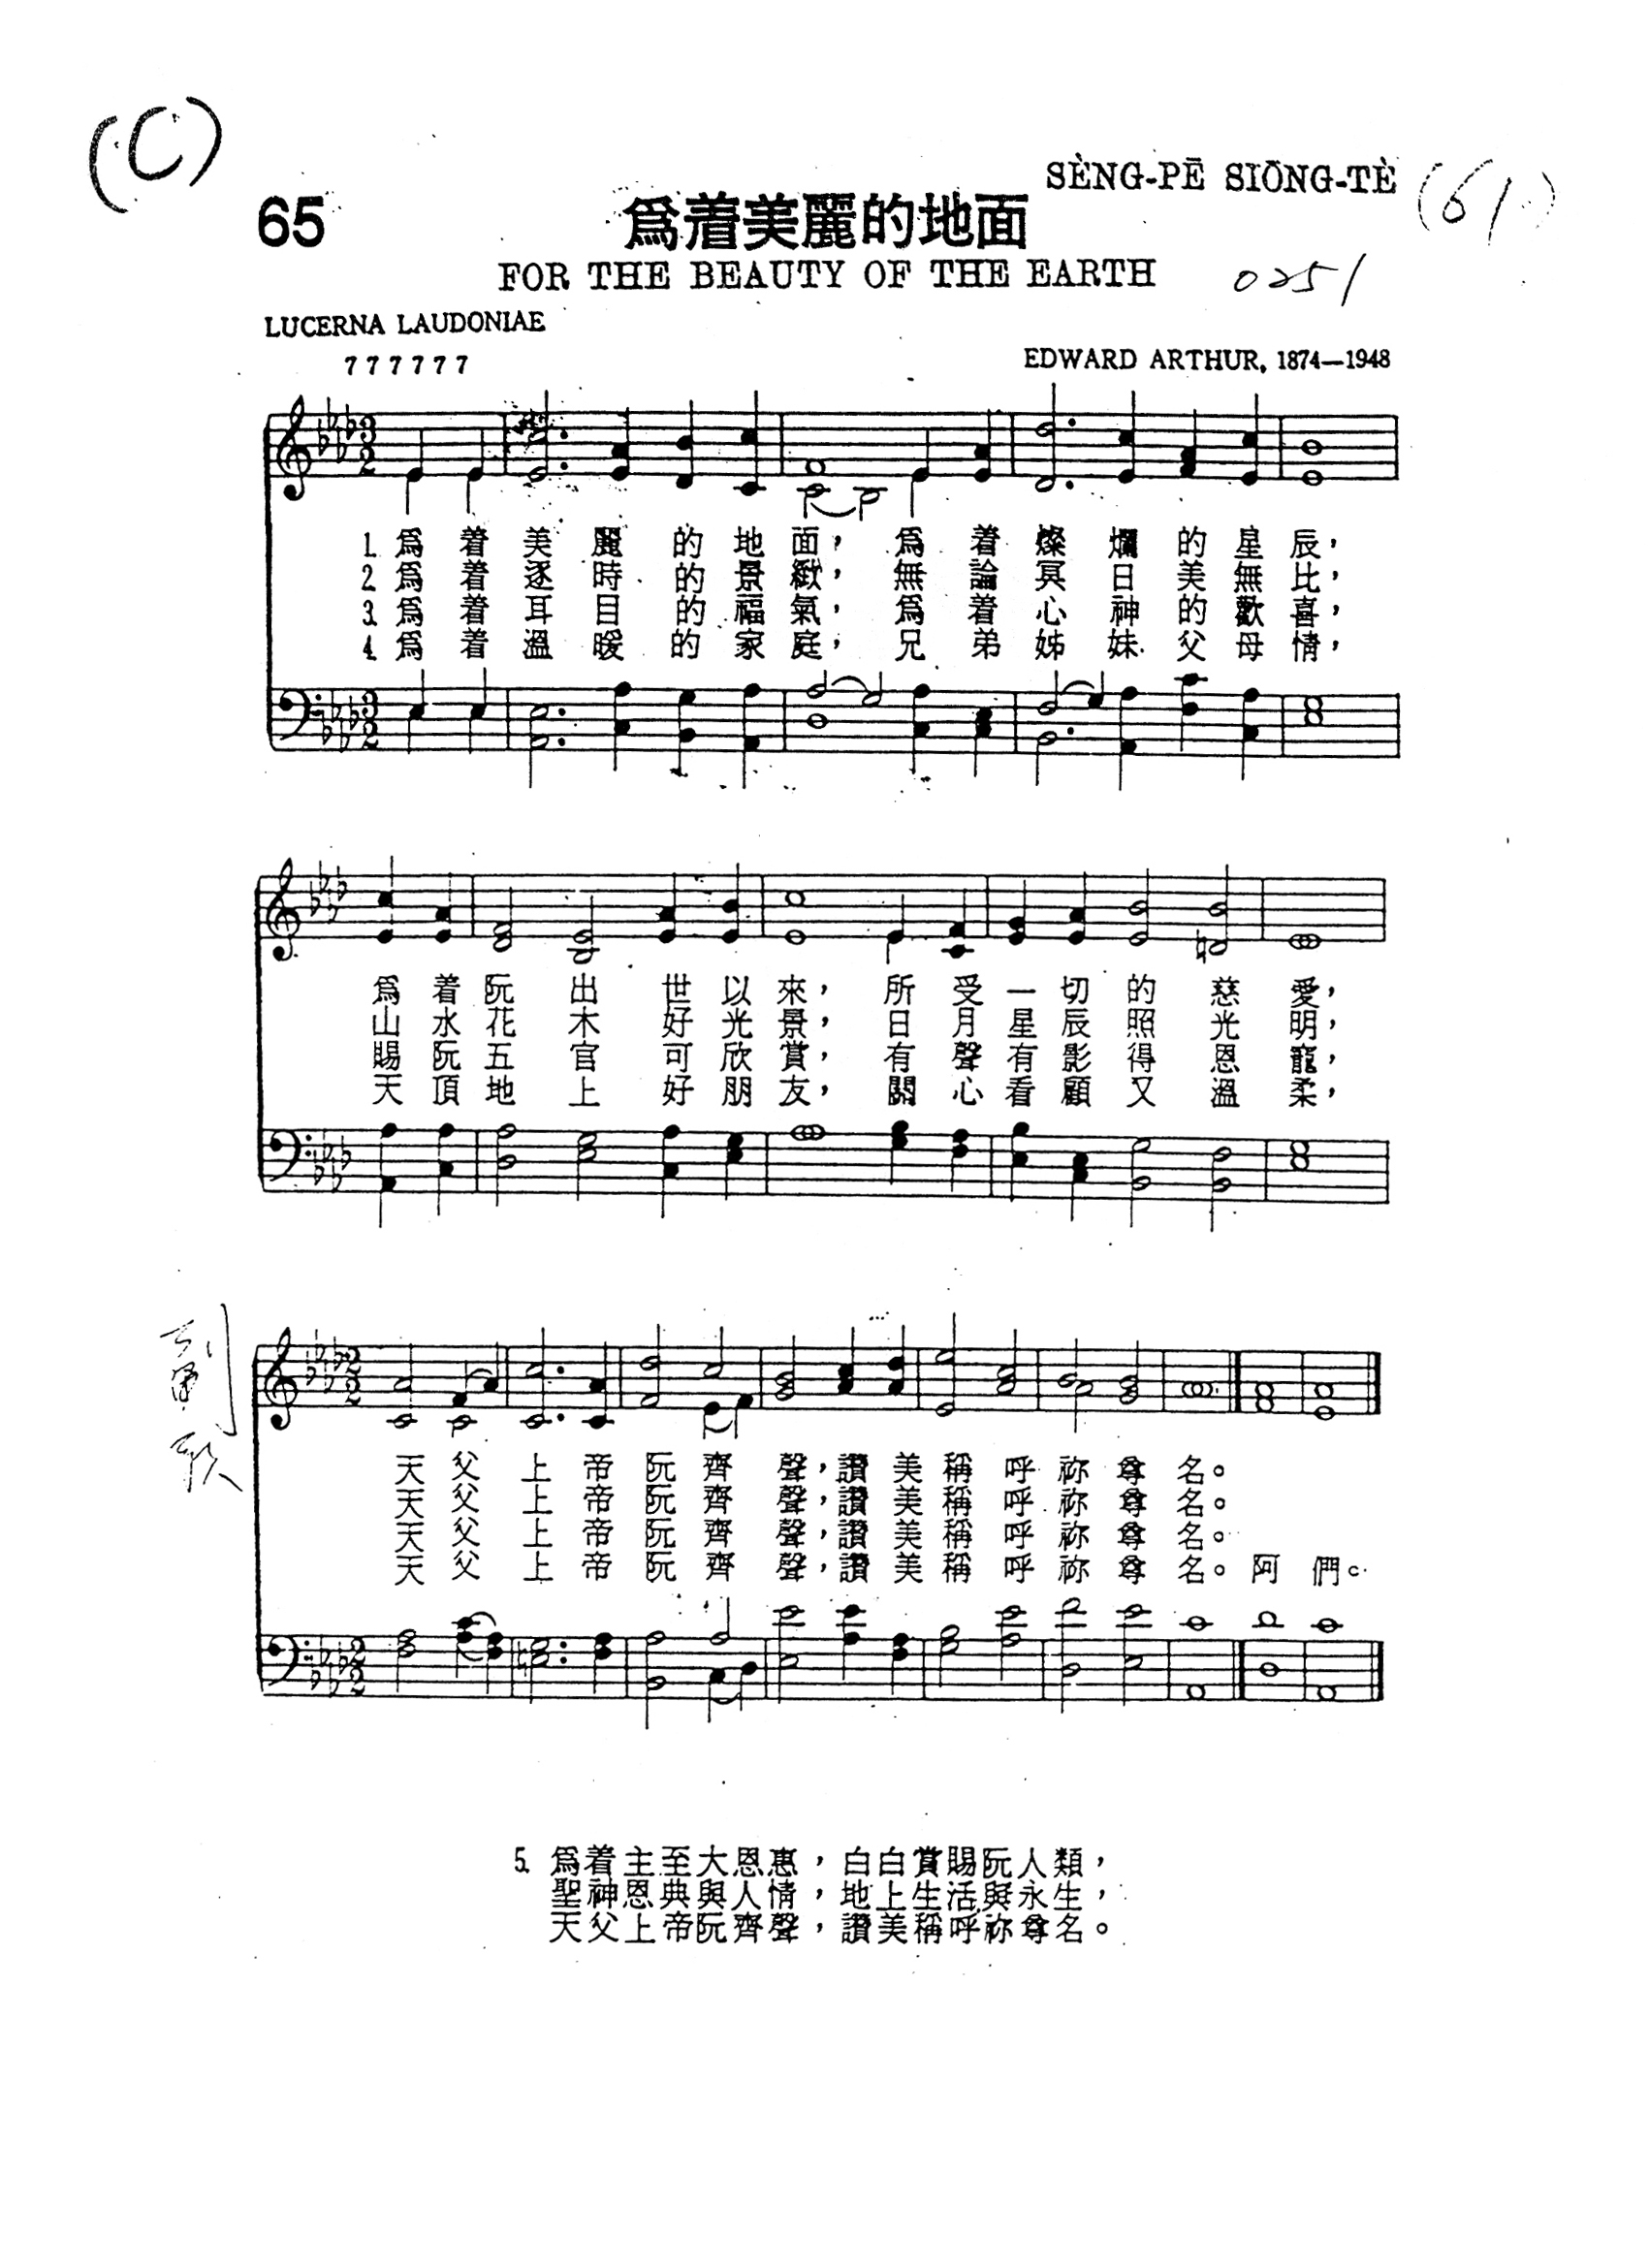 (C)
SÈNG-PĒ SIŌNG-TÈ
(61)
65
爲着美麗的地面
FOR THE BEAUTY OF THE EARTH
0251
LUCERNA LAUDONIAE
7 7 7 7 7 7
EDWARD ARTHUR, 1874—1948
1. 爲着美麗的地面，爲着燦爛的星辰，
2. 爲着逐時的景緻，無論冥日美無比，
3. 爲着耳目的福氣，爲着心神的歡喜，
4. 爲着溫暖的家庭，兄弟姊妹父母情，
爲着阮出世以來，所受一切的慈愛，
山水花木好光景，日月星辰照光明，
賜阮五官可欣賞，有聲有影得恩寵，
天頂地上好朋友，關心看顧又溫柔，
副歌
天父上帝阮齊聲，讚美稱呼祢尊名。
天父上帝阮齊聲，讚美稱呼祢尊名。
天父上帝阮齊聲，讚美稱呼祢尊名。
天父上帝阮齊聲，讚美稱呼祢尊名。阿們。
5. 爲着主至大恩惠，白白賞賜阮人類，
聖神恩典與人情，地上生活與永生，
天父上帝阮齊聲，讚美稱呼祢尊名。